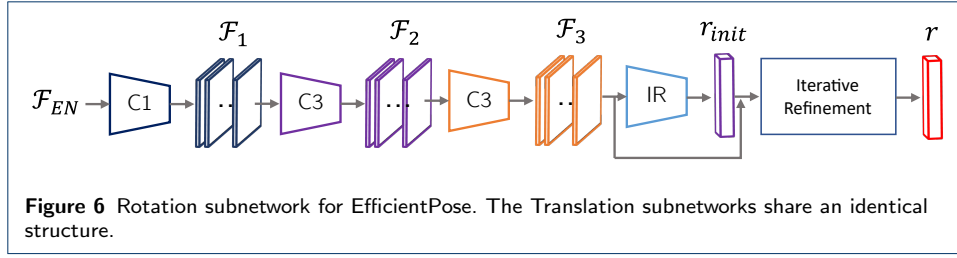 F₁ F₂ F₃ r_init r
F_EN C1 C3 C3 IR Iterative
Refinement
Figure 6 Rotation subnetwork for EfficientPose. The Translation subnetworks share an identical
structure.